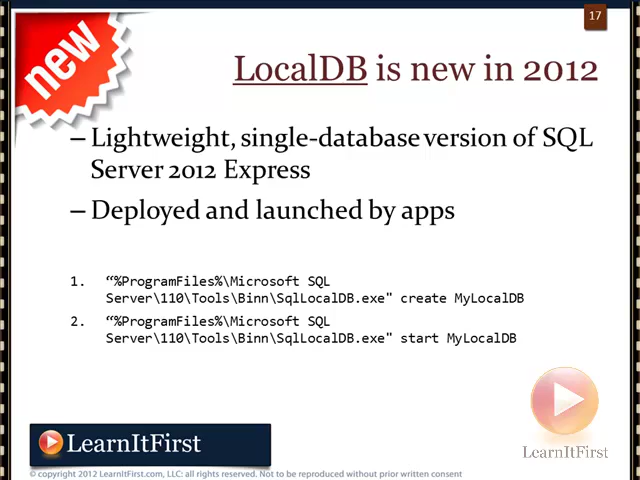 17
new
LocalDB is new in 2012
– Lightweight, single-database version of SQL
Server 2012 Express
– Deployed and launched by apps
1. “%ProgramFiles%\Microsoft SQL
Server\110\Tools\Binn\SqlLocalDB.exe" create MyLocalDB
2. “%ProgramFiles%\Microsoft SQL
Server\110\Tools\Binn\SqlLocalDB.exe" start MyLocalDB
LearnItFirst
LearnItFirst
© copyright 2012 LearnItFirst.com, LLC: all rights reserved. Not to be reproduced without prior written consent